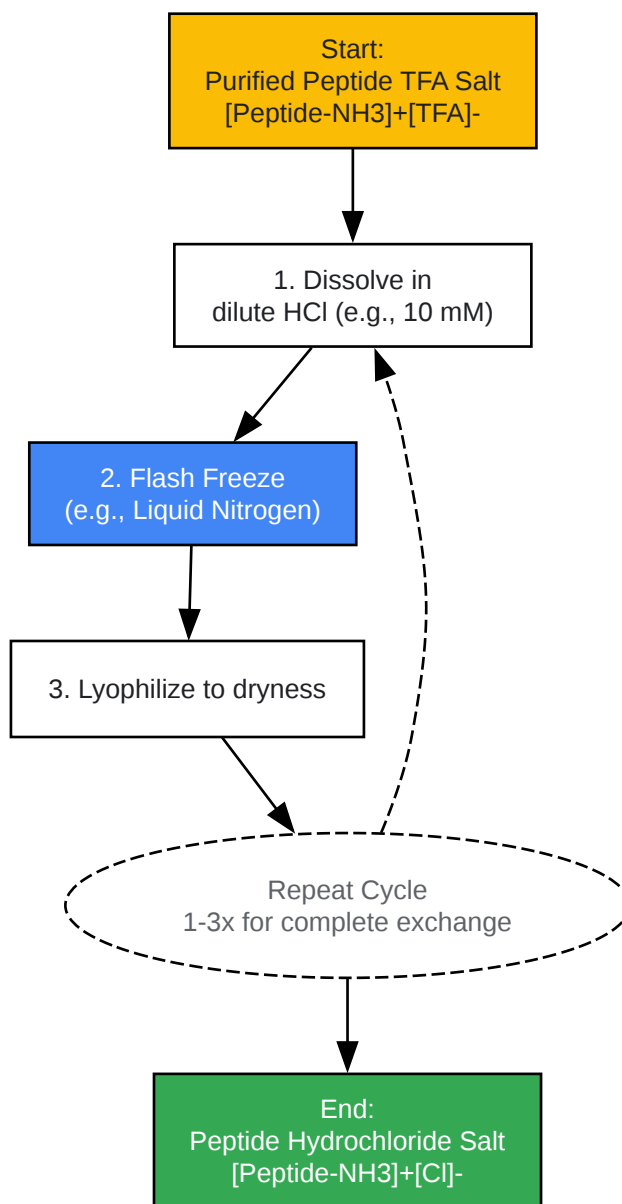 Start:
Purified Peptide TFA Salt
[Peptide-NH3]+[TFA]-
1. Dissolve in
dilute HCl (e.g., 10 mM)
2. Flash Freeze
(e.g., Liquid Nitrogen)
3. Lyophilize to dryness
Repeat Cycle
1-3x for complete exchange
End:
Peptide Hydrochloride Salt
[Peptide-NH3]+[Cl]-